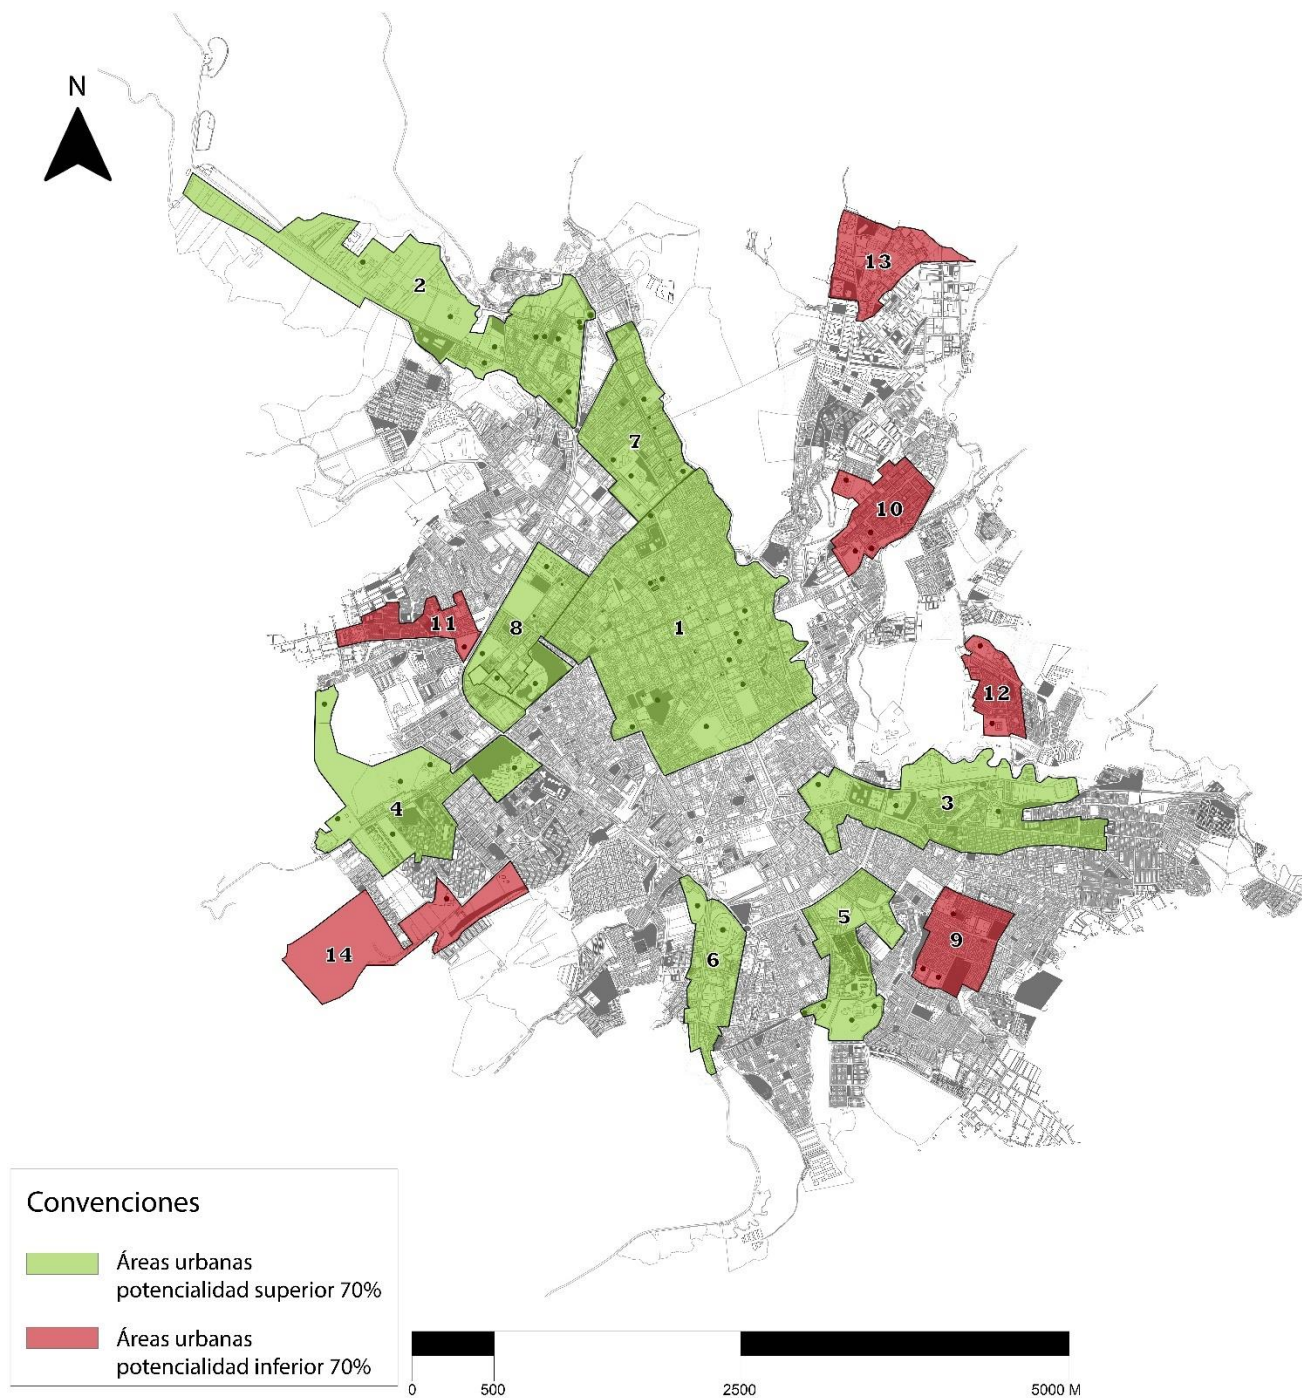 N
13
2
7
10
11
8
1
12
3
4
5
9
6
14
Convenciones
Áreas urbanas
potencialidad superior 70%
Áreas urbanas
potencialidad inferior 70%
0 500 2500 5000 M